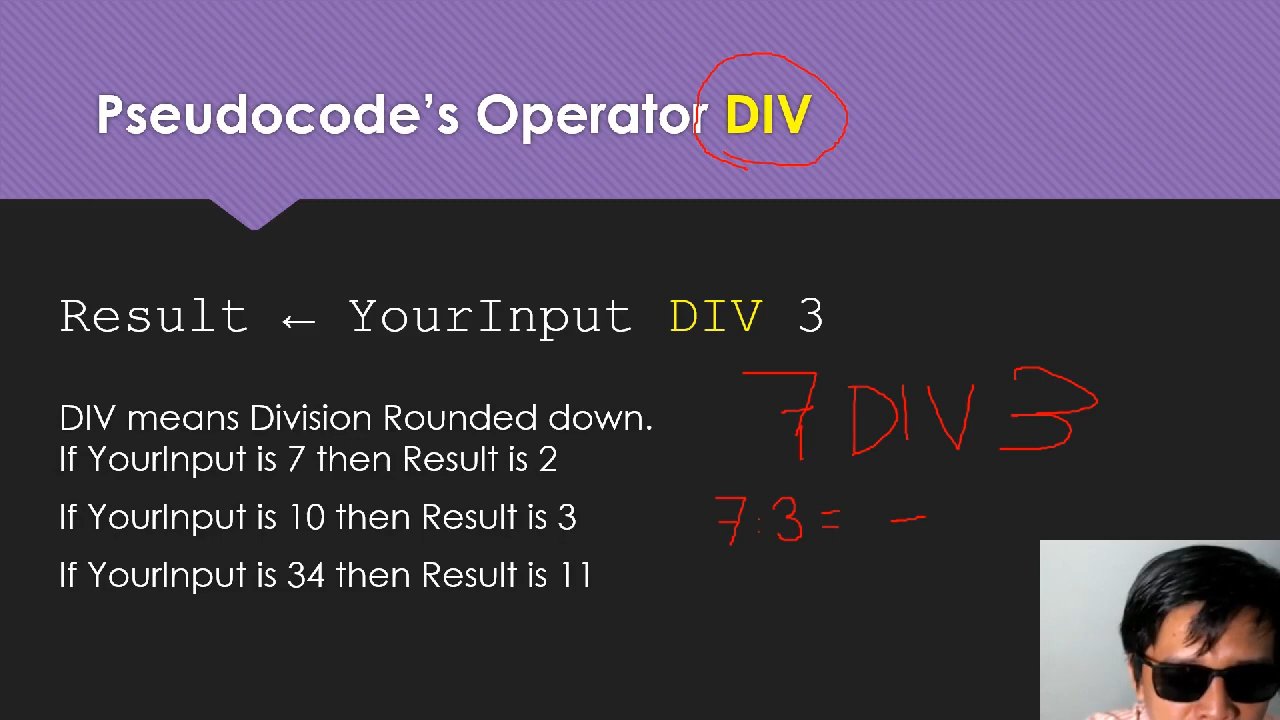 Pseudocode’s Operator DIV
Result ← YourInput DIV 3
DIV means Division Rounded down.
If YourInput is 7 then Result is 2
If YourInput is 10 then Result is 3
If YourInput is 34 then Result is 11
7 DIV 3
7:3= –